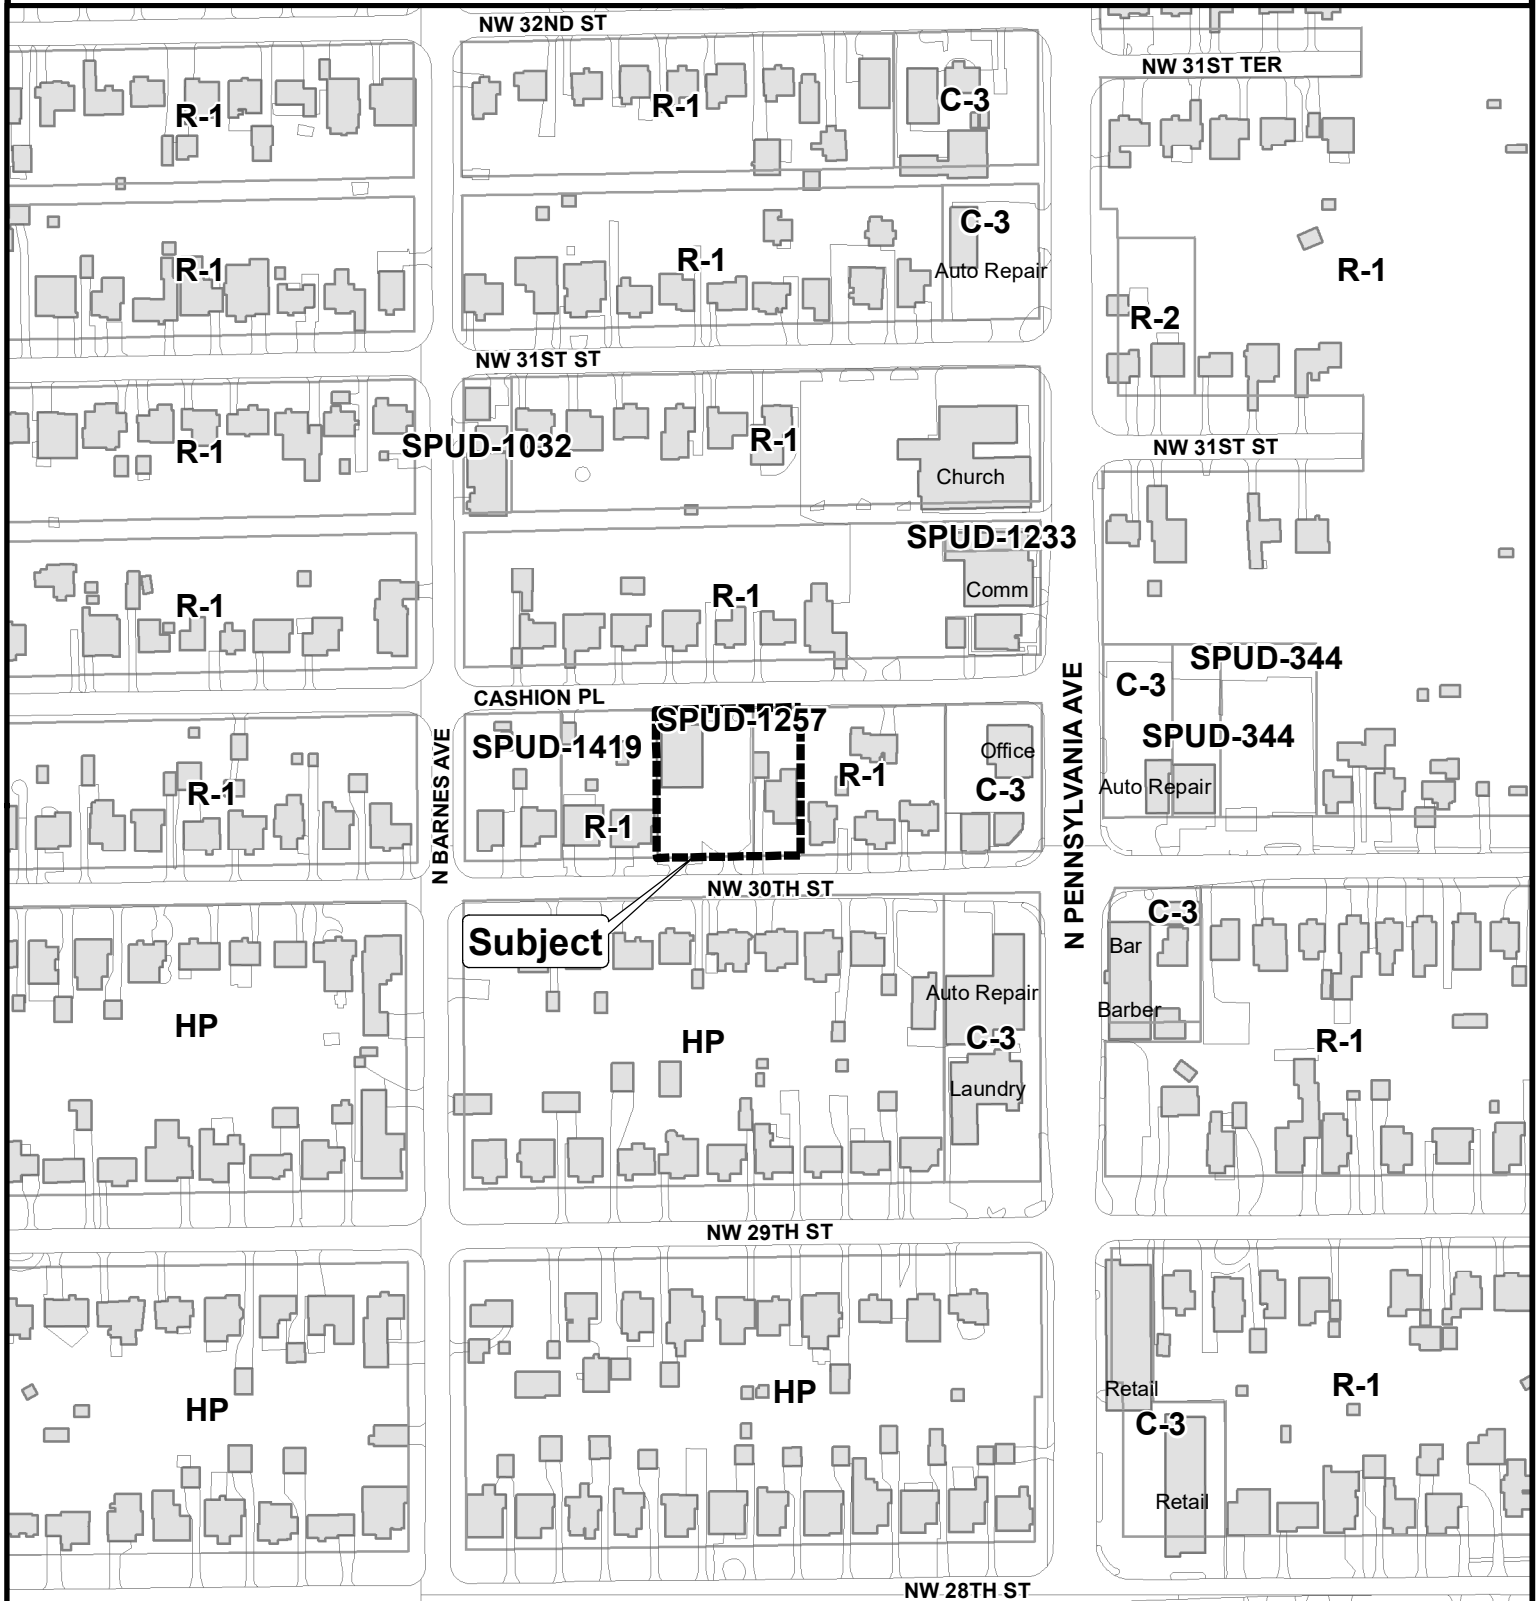 NW 32ND ST
NW 31ST TER
R-1
R-1
C-3
C-3
R-1
R-1
Auto Repair
R-1
R-2
NW 31ST ST
R-1
SPUD-1032
R-1
NW 31ST ST
Church
SPUD-1233
Comm
R-1
R-1
SPUD-344
C-3
CASHION PL
SPUD-1257
SPUD-344
SPUD-1419
Office
R-1
C-3
Auto Repair
R-1
R-1
N BARNES AVE
N PENNSYLVANIA AVE
NW 30TH ST
Subject
C-3
Bar
Auto Repair
Barber
HP
HP
C-3
R-1
Laundry
NW 29TH ST
Retail
R-1
HP
HP
C-3
Retail
NW 28TH ST